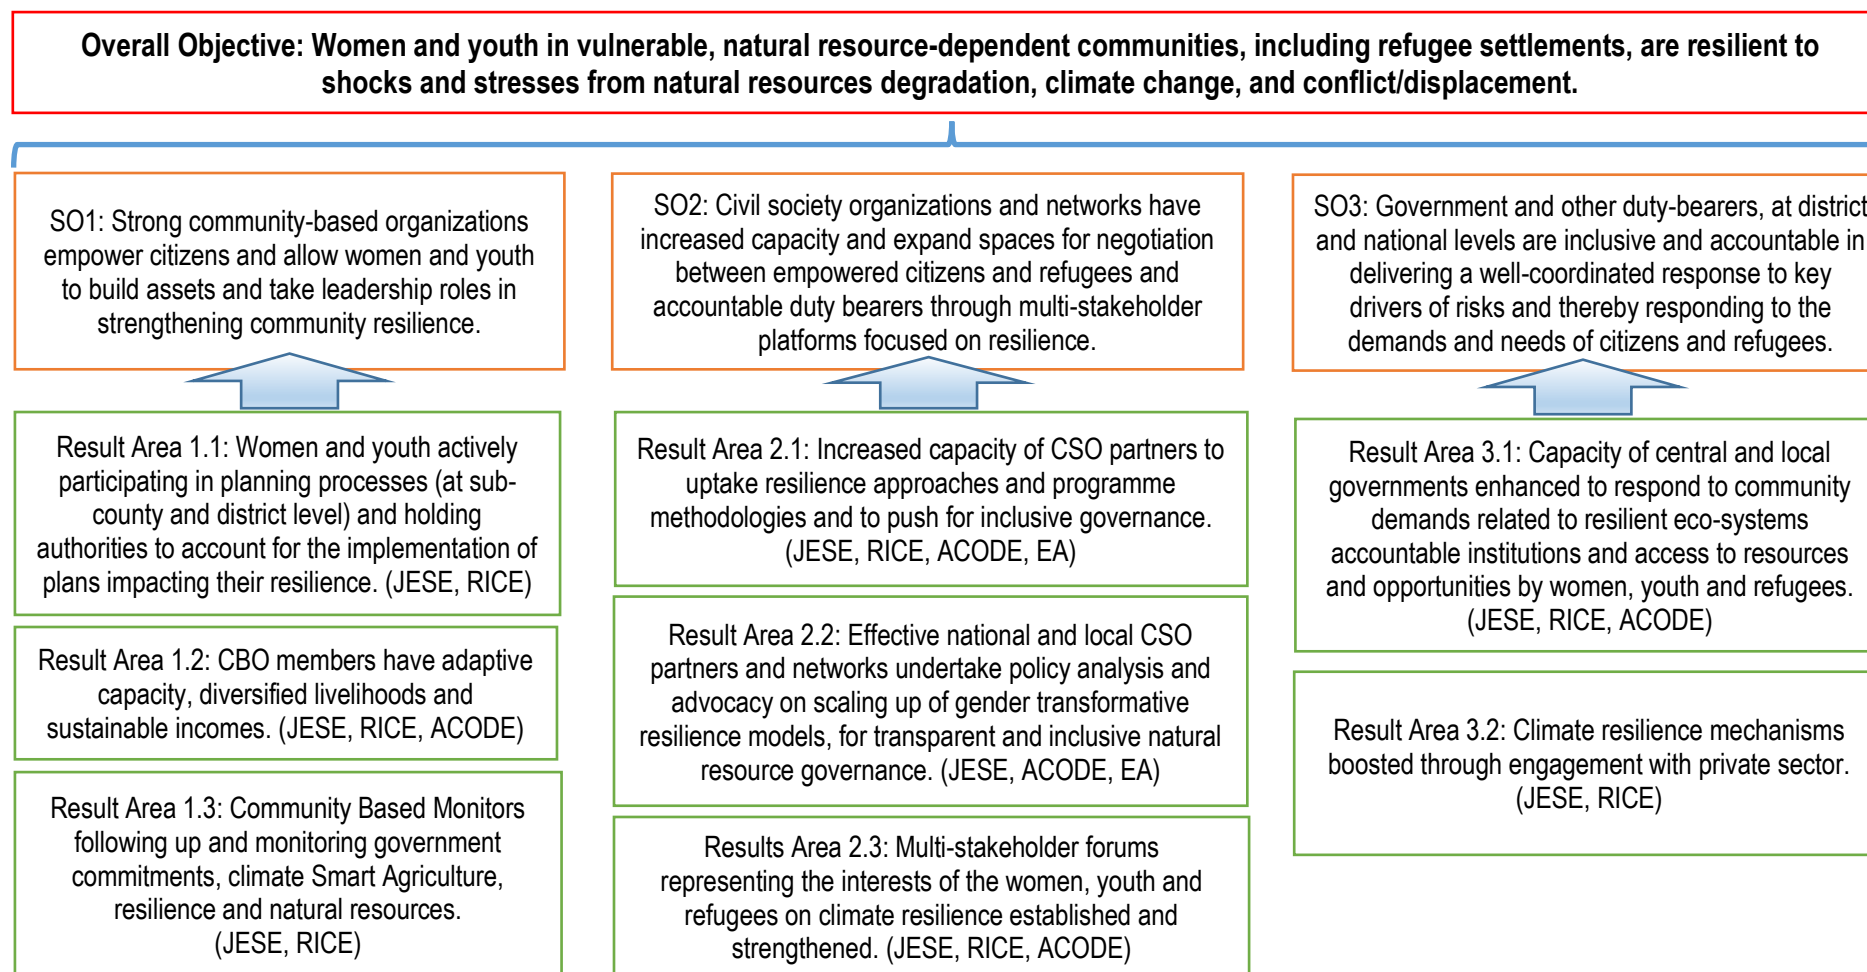 Overall Objective: Women and youth in vulnerable, natural resource-dependent communities, including refugee settlements, are resilient to
shocks and stresses from natural resources degradation, climate change, and conflict/displacement.
SO1: Strong community-based organizations
empower citizens and allow women and youth
to build assets and take leadership roles in
strengthening community resilience.
SO2: Civil society organizations and networks have
increased capacity and expand spaces for negotiation
between empowered citizens and refugees and
accountable duty bearers through multi-stakeholder
platforms focused on resilience.
SO3: Government and other duty-bearers, at district
and national levels are inclusive and accountable in
delivering a well-coordinated response to key
drivers of risks and thereby responding to the
demands and needs of citizens and refugees.
Result Area 1.1: Women and youth actively
participating in planning processes (at sub-
county and district level) and holding
authorities to account for the implementation of
plans impacting their resilience. (JESE, RICE)
Result Area 1.2: CBO members have adaptive
capacity, diversified livelihoods and
sustainable incomes. (JESE, RICE, ACODE)
Result Area 1.3: Community Based Monitors
following up and monitoring government
commitments, climate Smart Agriculture,
resilience and natural resources.
(JESE, RICE)
Result Area 2.1: Increased capacity of CSO partners to
uptake resilience approaches and programme
methodologies and to push for inclusive governance.
(JESE, RICE, ACODE, EA)
Result Area 2.2: Effective national and local CSO
partners and networks undertake policy analysis and
advocacy on scaling up of gender transformative
resilience models, for transparent and inclusive natural
resource governance. (JESE, ACODE, EA)
Results Area 2.3: Multi-stakeholder forums
representing the interests of the women, youth and
refugees on climate resilience established and
strengthened. (JESE, RICE, ACODE)
Result Area 3.1: Capacity of central and local
governments enhanced to respond to community
demands related to resilient eco-systems
accountable institutions and access to resources
and opportunities by women, youth and refugees.
(JESE, RICE, ACODE)
Result Area 3.2: Climate resilience mechanisms
boosted through engagement with private sector.
(JESE, RICE)